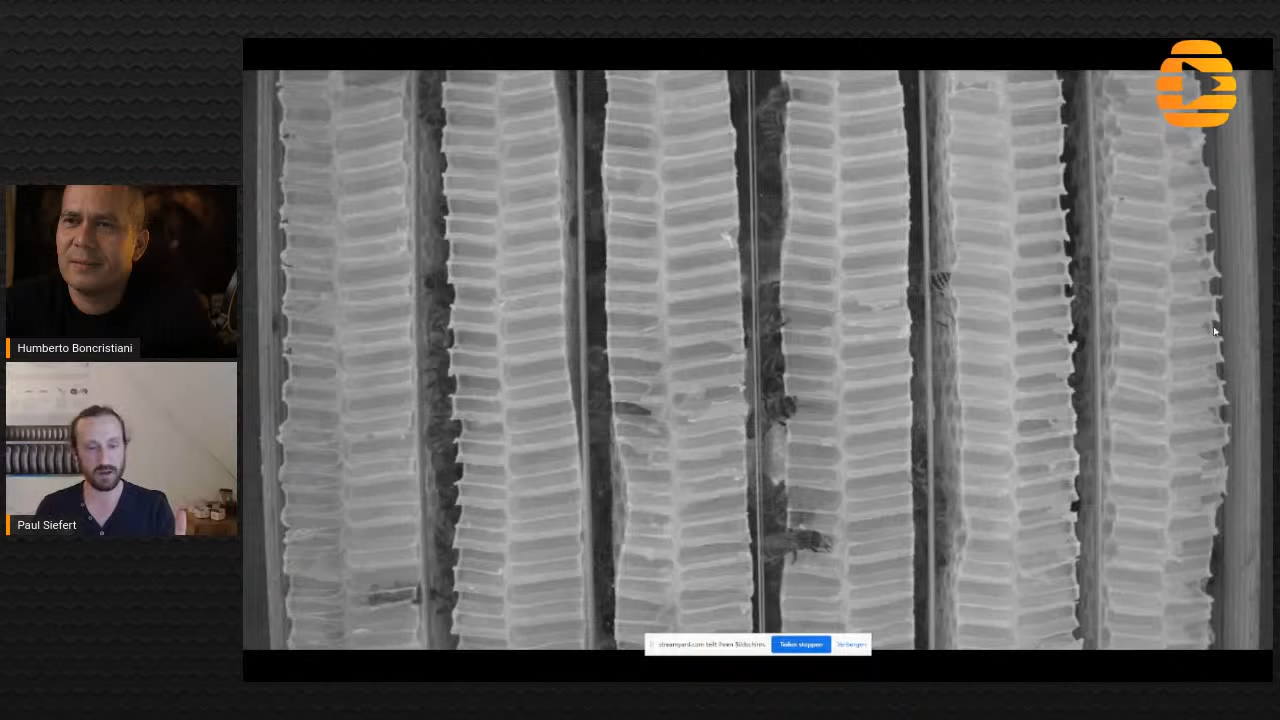 Humberto Boncristiani
Paul Siefert
streamyard.com teilt Ihren Bildschirm. Teilen stoppen Verbergen